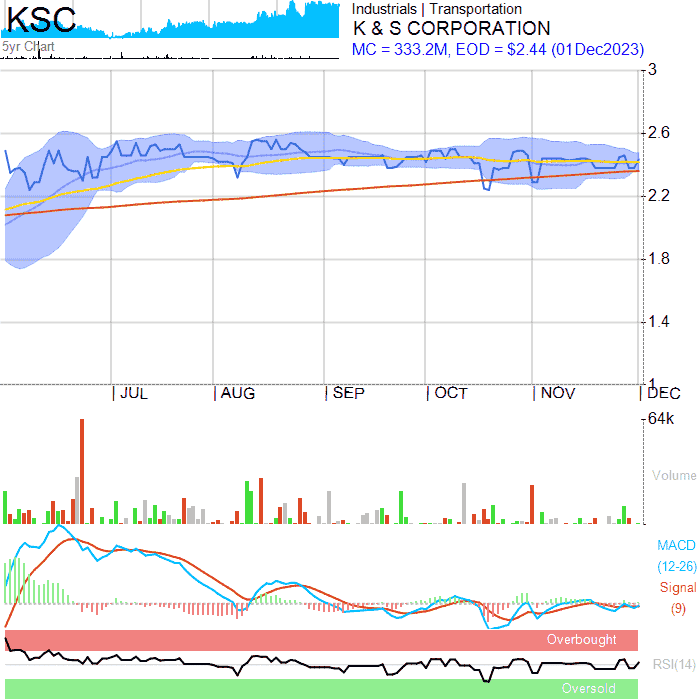 KSC
5yr Chart
Industrials | Transportation
K & S CORPORATION
MC = 333.2M, EOD = $2.44 (01Dec2023)
3
2.6
2.2
1.8
1.4
1
JUL AUG SEP OCT NOV DEC
64k
Volume
MACD
(12-26)
Signal
(9)
Overbought
RSI(14)
Oversold